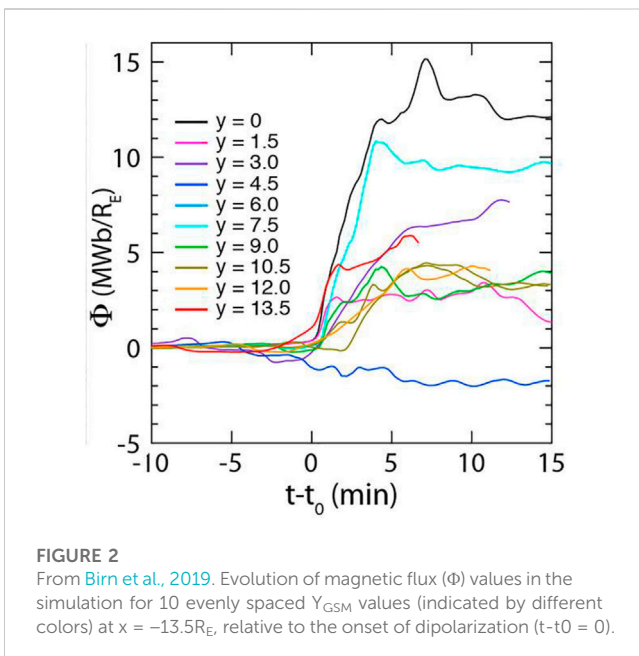 15
10
5
0
-5
Φ (MWb/R_E)
y = 0
y = 1.5
y = 3.0
y = 4.5
y = 6.0
y = 7.5
y = 9.0
y = 10.5
y = 12.0
y = 13.5
-10 -5 0 5 10 15
t-t₀ (min)
FIGURE 2
From Birn et al., 2019. Evolution of magnetic flux (Φ) values in the
simulation for 10 evenly spaced Y_GSM values (indicated by different
colors) at x = −13.5R_E, relative to the onset of dipolarization (t-t0 = 0).